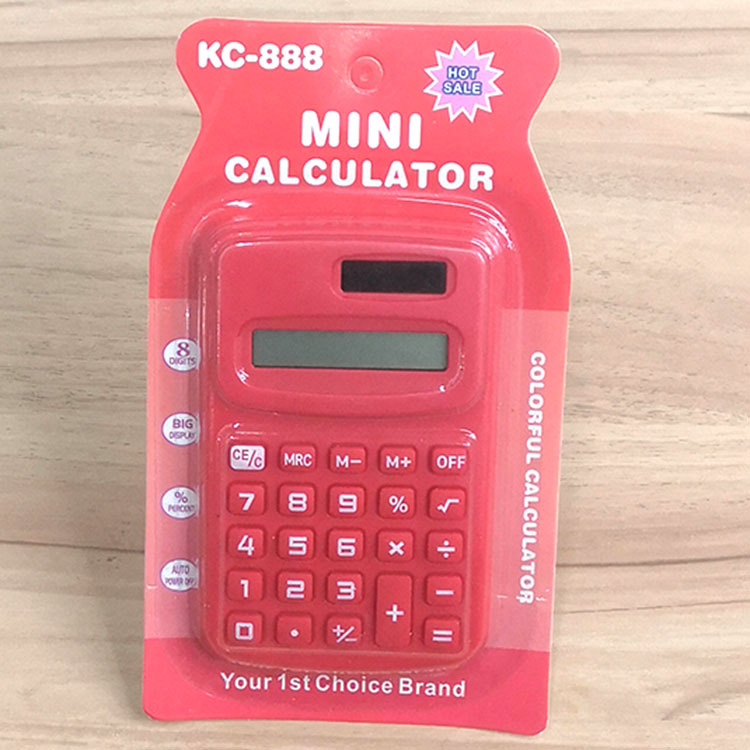 KC-888
HOT
SALE
MINI
CALCULATOR
8
DIGITS
BIG
DISPLAY
%
PERCENT
AUTO
POWER OFF
COLORFUL CALCULATOR
CE/C MRC M− M+ OFF
7 8 9 % √
4 5 6 × ÷
1 2 3 + −
0 . +/− =
Your 1st Choice Brand